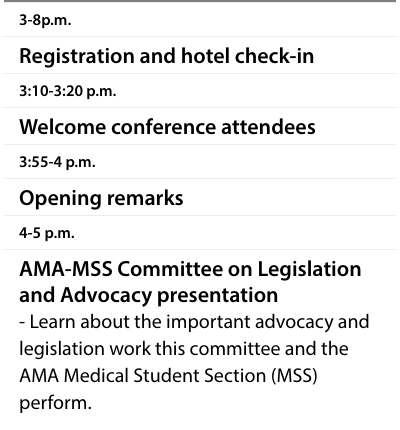 3-8p.m.
Registration and hotel check-in
3:10-3:20 p.m.
Welcome conference attendees
3:55-4 p.m.
Opening remarks
4-5 p.m.
AMA-MSS Committee on Legislation
and Advocacy presentation
- Learn about the important advocacy and
legislation work this committee and the
AMA Medical Student Section (MSS)
perform.